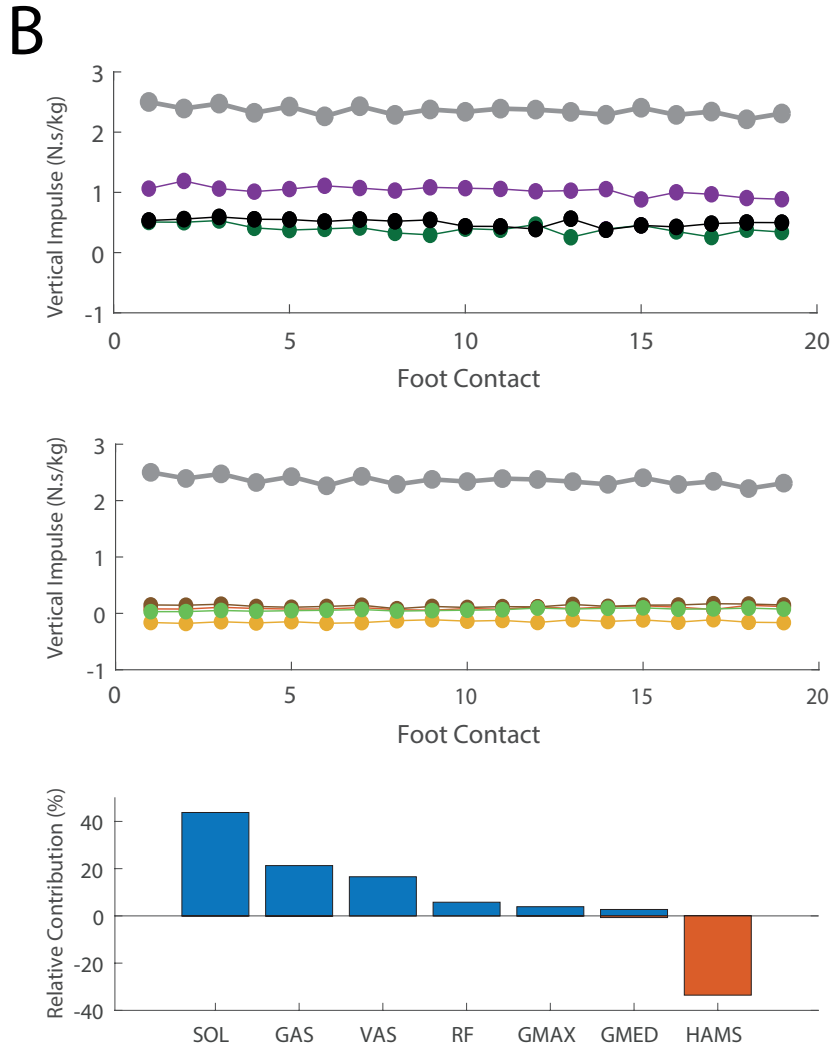 B
Vertical Impulse (N.s/kg)
3
2
1
0
-1
0 5 10 15 20
Foot Contact
Vertical Impulse (N.s/kg)
3
2
1
0
-1
0 5 10 15 20
Foot Contact
Relative Contribution (%)
40
20
0
-20
-40
SOL GAS VAS RF GMAX GMED HAMS